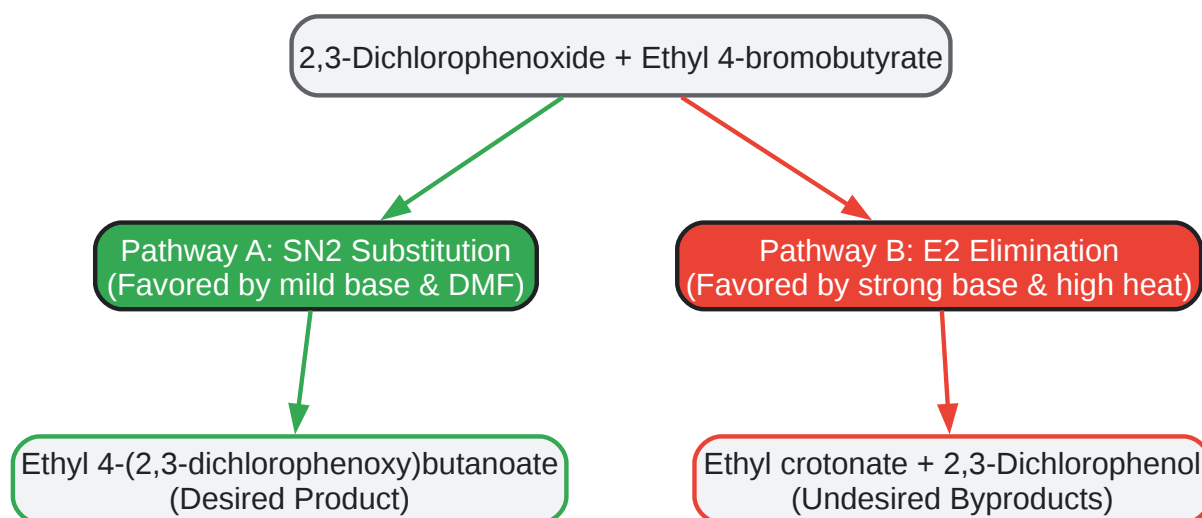 2,3-Dichlorophenoxide + Ethyl 4-bromobutyrate
Pathway A: SN2 Substitution
(Favored by mild base & DMF)
Pathway B: E2 Elimination
(Favored by strong base & high heat)
Ethyl 4-(2,3-dichlorophenoxy)butanoate
(Desired Product)
Ethyl crotonate + 2,3-Dichlorophenol
(Undesired Byproducts)